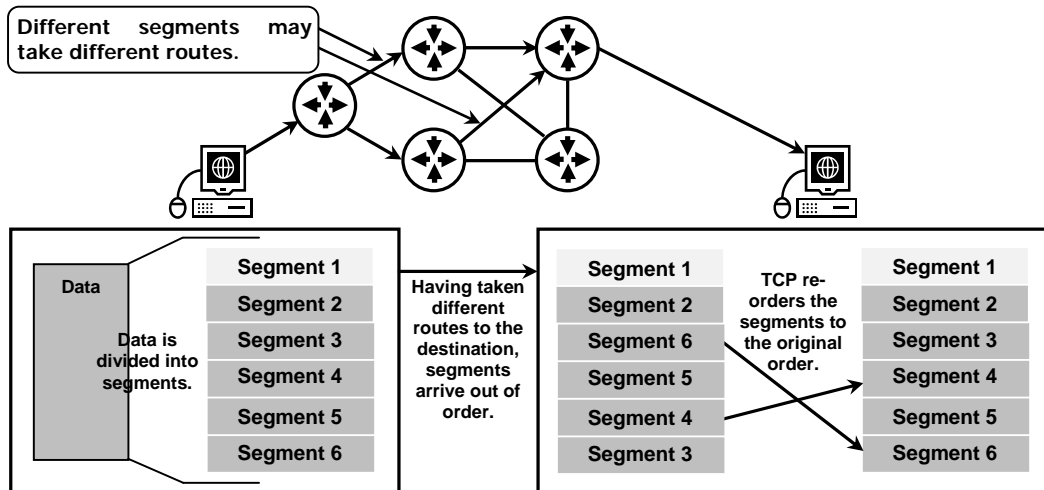 Different segments may
take different routes.
Data
Data is
divided into
segments.
Segment 1
Segment 2
Segment 3
Segment 4
Segment 5
Segment 6
Having taken
different
routes to the
destination,
segments
arrive out of
order.
Segment 1
Segment 2
Segment 6
Segment 5
Segment 4
Segment 3
TCP re-
orders the
segments to
the original
order.
Segment 1
Segment 2
Segment 3
Segment 4
Segment 5
Segment 6